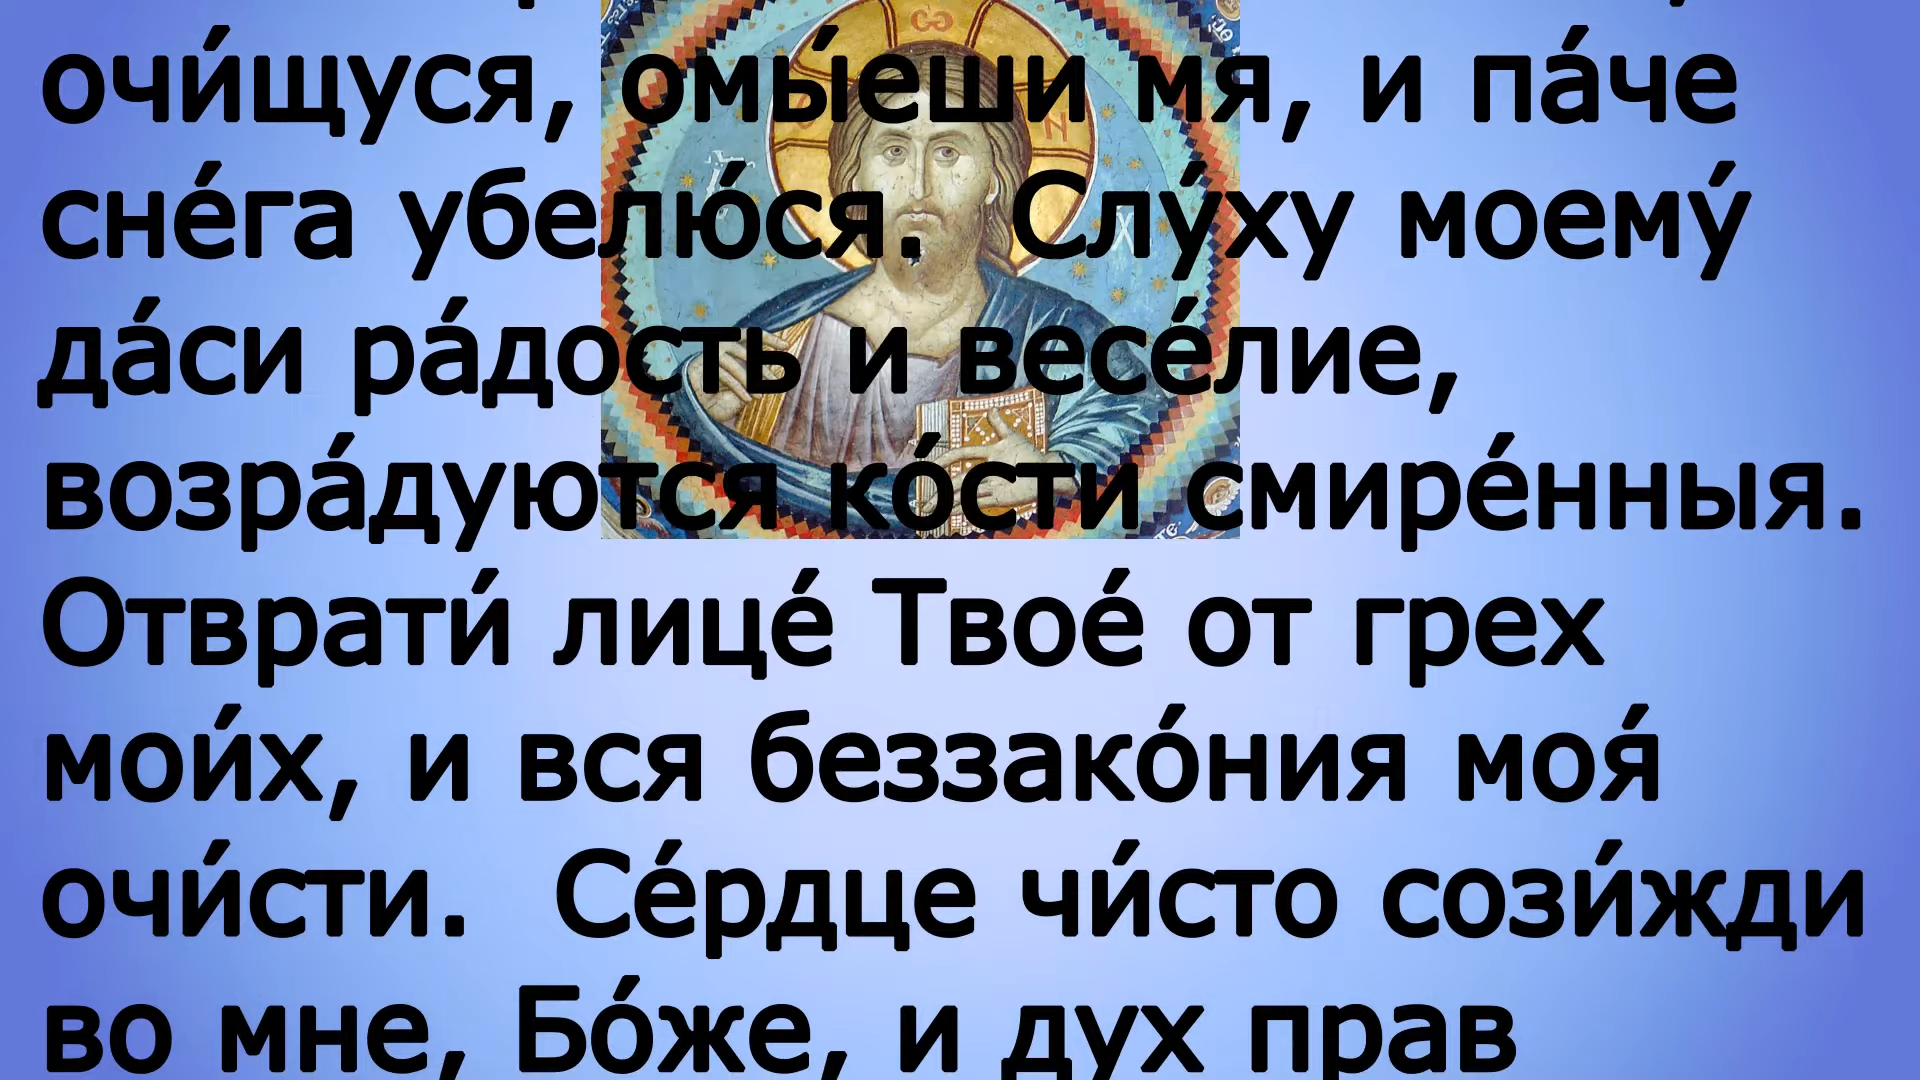 очи́щуся, омы́еши мя, и па́че
сне́га убелю́ся. Слу́ху моему́
да́си ра́дость и весе́лие,
возра́дуются ко́сти смире́нныя.
Отврати́ лице́ Твое́ от грех
мои́х, и вся беззако́ния моя́
очи́сти. Се́рдце чи́сто сози́жди
во мне, Бо́же, и дух прав